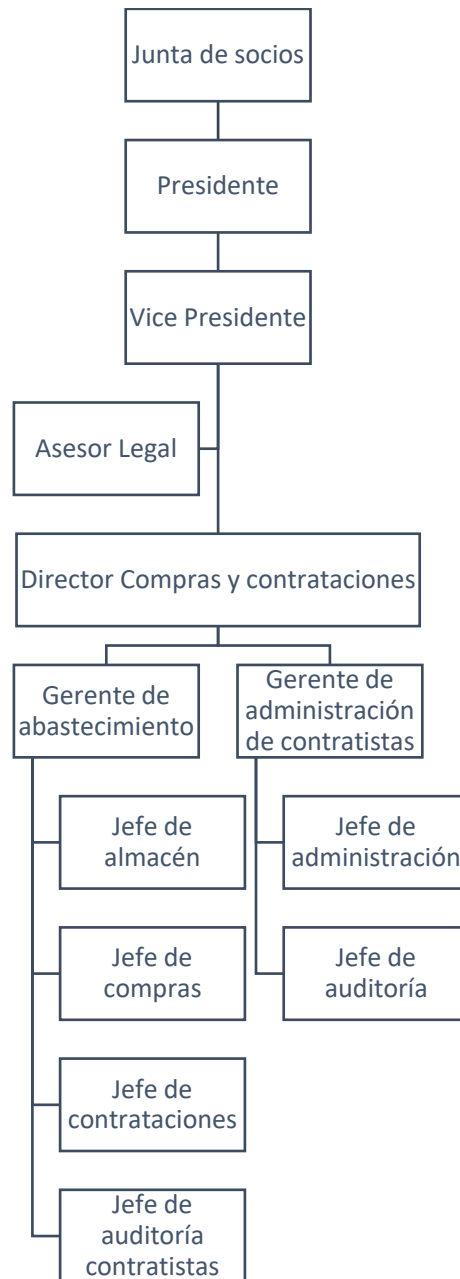 Junta de socios
Presidente
Vice Presidente
Asesor Legal
Director Compras y contrataciones
Gerente de
abastecimiento
Gerente de
administración
de contratistas
Jefe de
almacén
Jefe de
administración
Jefe de
compras
Jefe de
auditoría
Jefe de
contrataciones
Jefe de
auditoría
contratistas